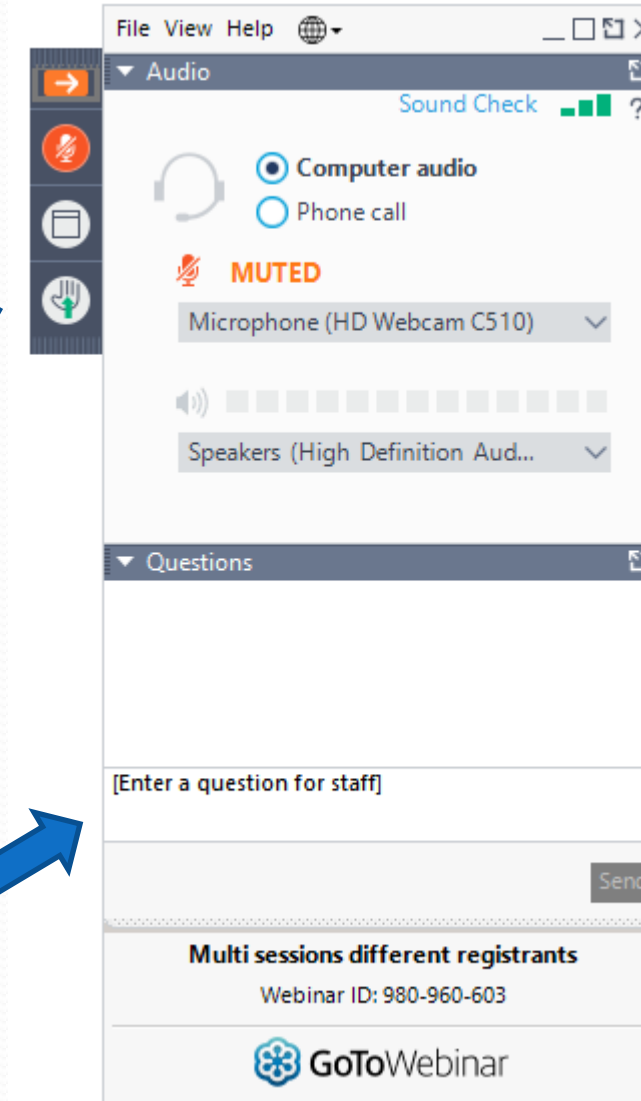 File View Help
Audio
Sound Check ?
Computer audio
Phone call
MUTED
Microphone (HD Webcam C510)
Speakers (High Definition Aud...
Questions
[Enter a question for staff]
Send
Multi sessions different registrants
Webinar ID: 980-960-603
GoToWebinar